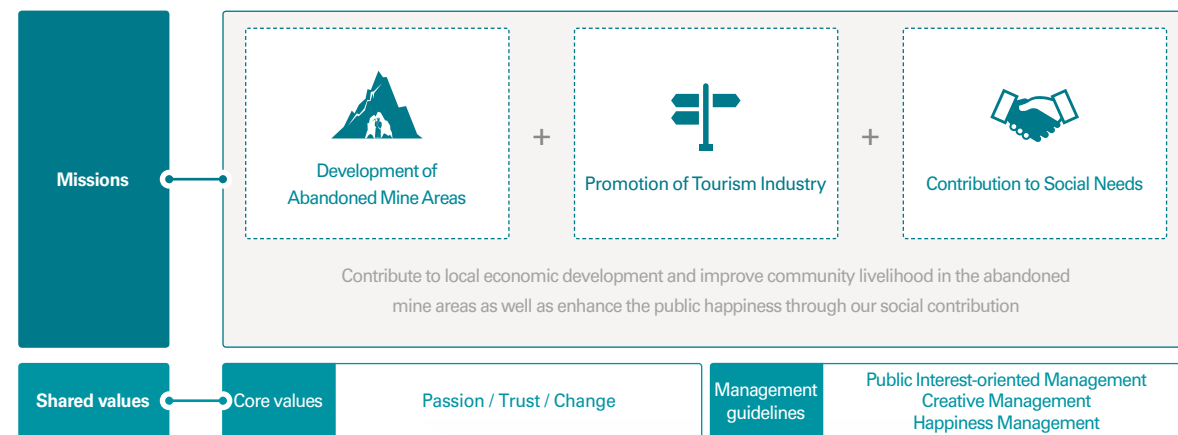 Missions
Development of
Abandoned Mine Areas
+
Promotion of Tourism Industry
+
Contribution to Social Needs
Contribute to local economic development and improve community livelihood in the abandoned
mine areas as well as enhance the public happiness through our social contribution
Shared values
Core values
Passion / Trust / Change
Management
guidelines
Public Interest-oriented Management
Creative Management
Happiness Management